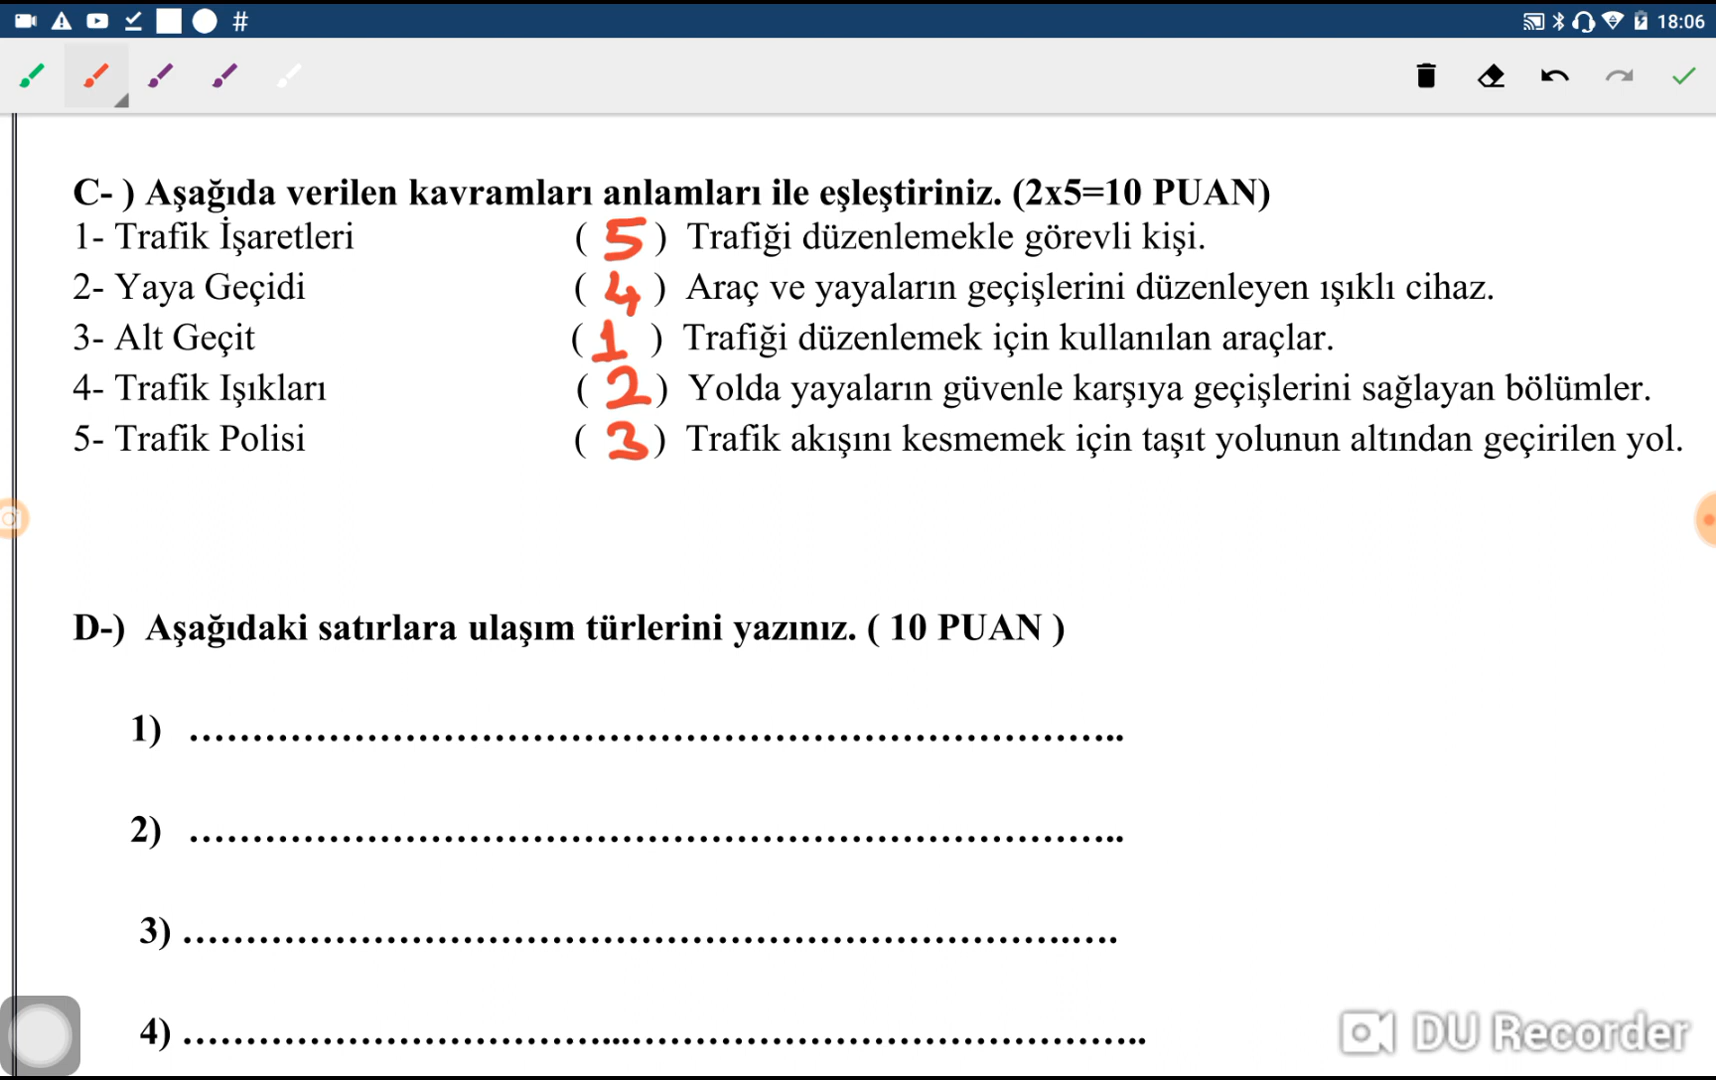 # 18:06
C- ) Aşağıda verilen kavramları anlamları ile eşleştiriniz. (2x5=10 PUAN)
1- Trafik İşaretleri ( 5 ) Trafiği düzenlemekle görevli kişi.
2- Yaya Geçidi ( 4 ) Araç ve yayaların geçişlerini düzenleyen ışıklı cihaz.
3- Alt Geçit ( 1 ) Trafiği düzenlemek için kullanılan araçlar.
4- Trafik Işıkları ( 2 ) Yolda yayaların güvenle karşıya geçişlerini sağlayan bölümler.
5- Trafik Polisi ( 3 ) Trafik akışını kesmemek için taşıt yolunun altından geçirilen yol.
D-) Aşağıdaki satırlara ulaşım türlerini yazınız. ( 10 PUAN )
1) ……………………………………………………………..
2) ……………………………………………………………..
3) …………………………………………………………..….
4) ……………………………...………………………………..
DU Recorder